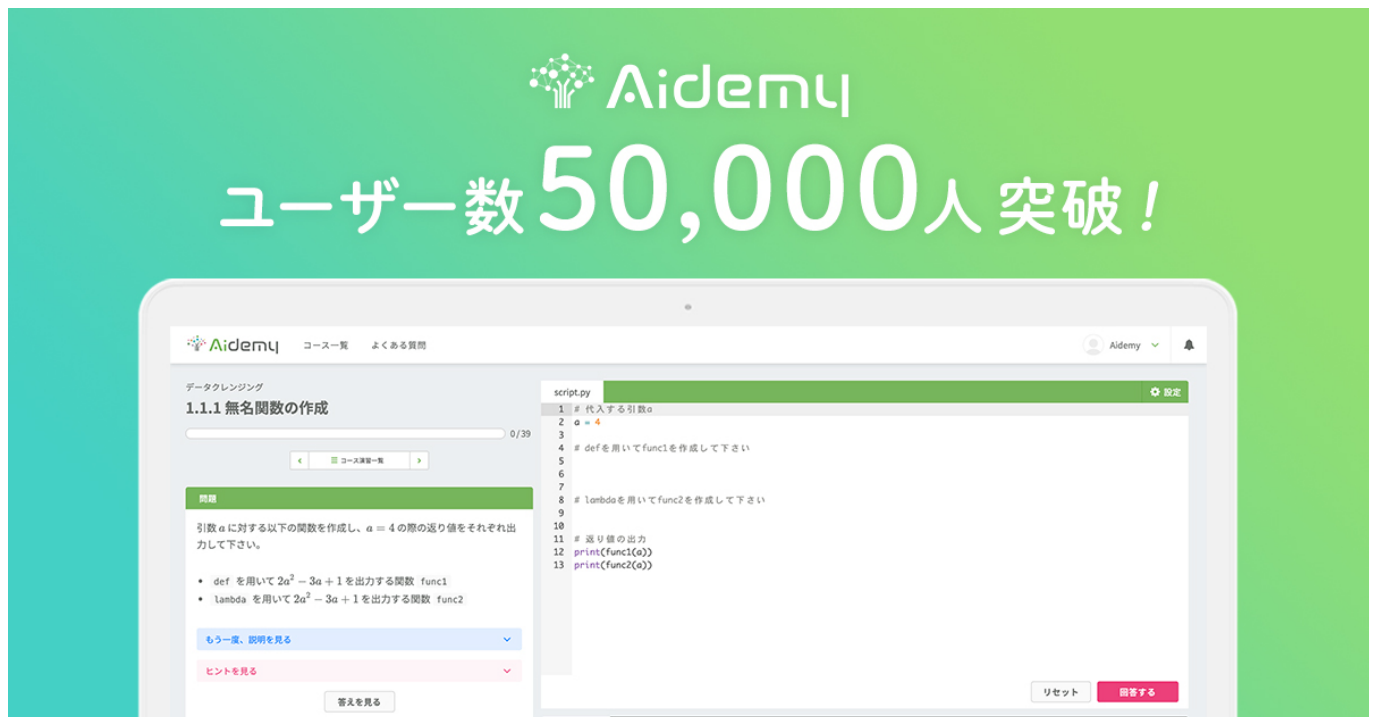 Aidemy
ユーザー数50,000人 突破!
Aidemy コース一覧 よくある質問 Aidemy
データクレンジング
1.1.1 無名関数の作成
0/39
コース演習一覧
問題
引数 a に対する以下の関数を作成し、a = 4 の際の返り値をそれぞれ出
力して下さい。
• def を用いて 2a² − 3a + 1 を出力する関数 func1
• lambda を用いて 2a² − 3a + 1 を出力する関数 func2
もう一度、説明を見る
ヒントを見る
答えを見る
script.py 設定
1 # 代入する引数a
2 a = 4
3
4 # defを用いてfunc1を作成して下さい
5
6
7
8 # lambdaを用いてfunc2を作成して下さい
9
10
11 # 返り値の出力
12 print(func1(a))
13 print(func2(a))
リセット 回答する